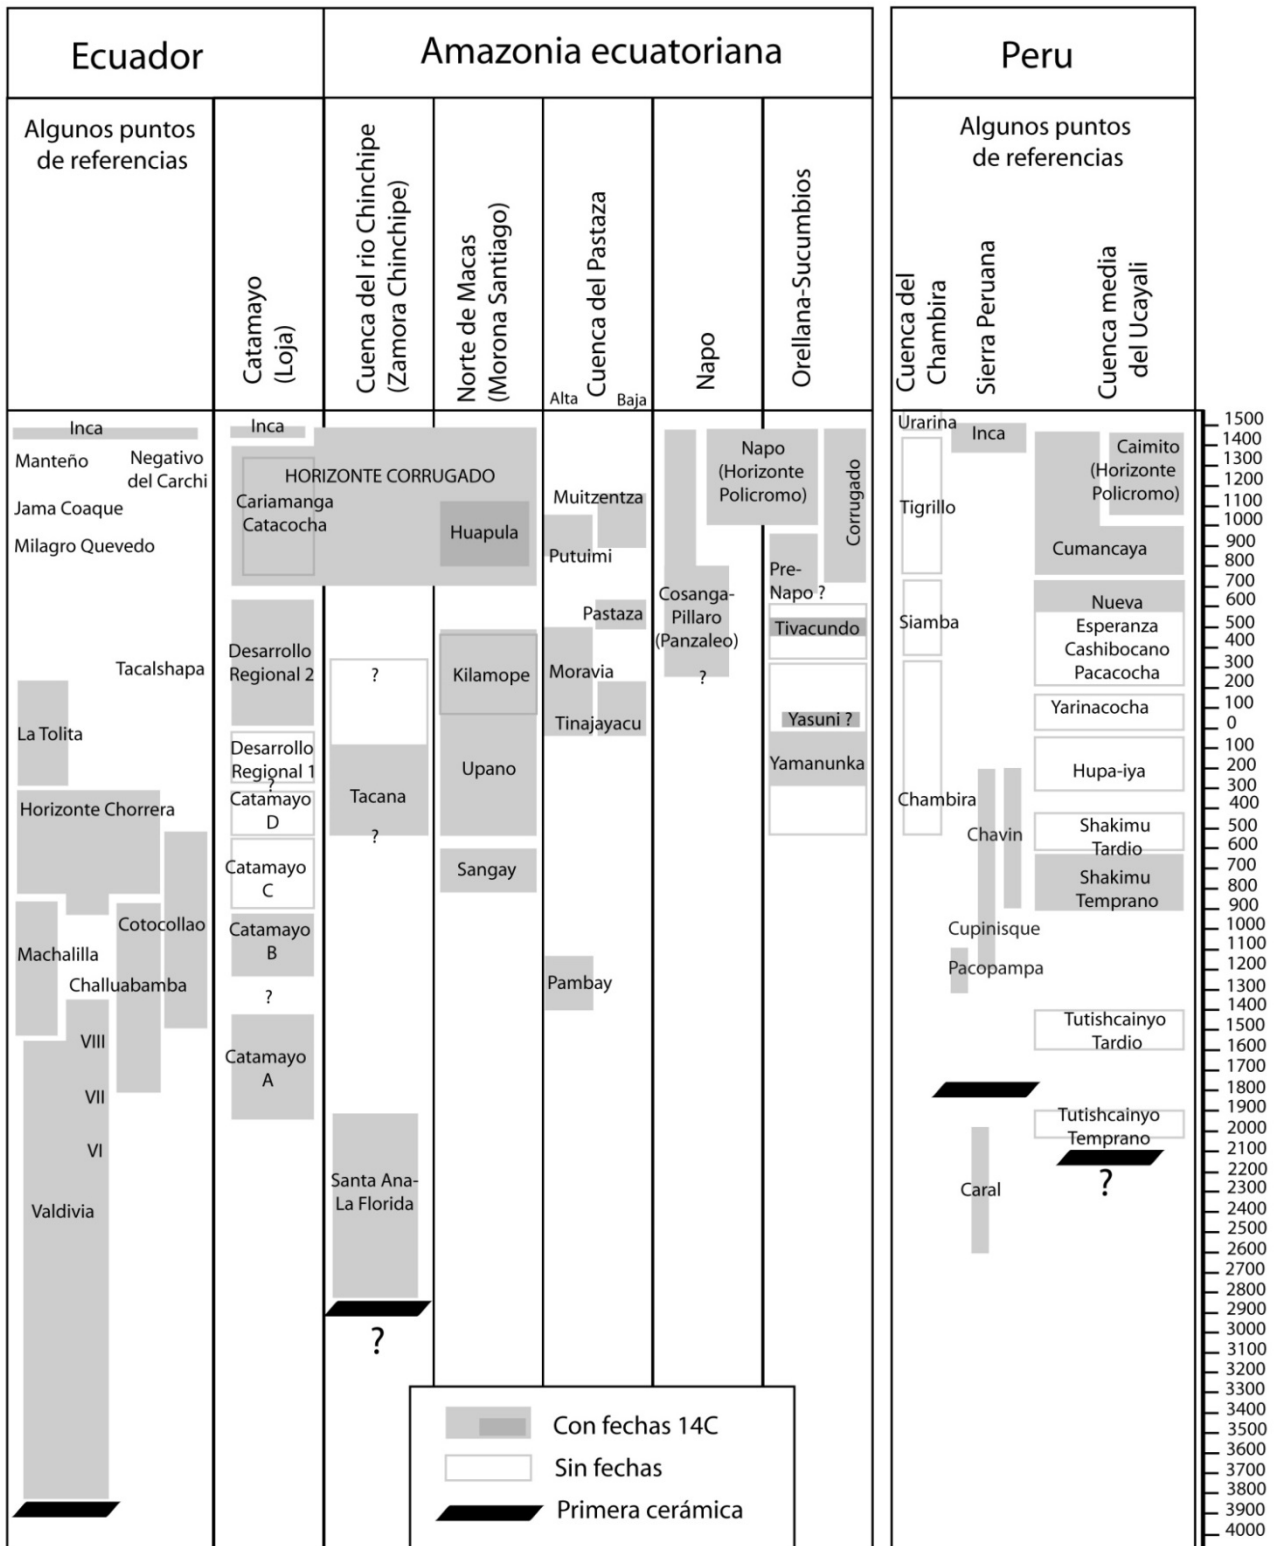 Ecuador
Amazonia ecuatoriana
Peru
Algunos puntos
de referencias
Catamayo
(Loja)
Cuenca del rio Chinchipe
(Zamora Chinchipe)
Norte de Macas
(Morona Santiago)
Cuenca del Pastaza
Alta
Baja
Napo
Orellana-Sucumbios
Algunos puntos
de referencias
Cuenca del
Chambira
Sierra Peruana
Cuenca media
del Ucayali
Inca
Manteño
Negativo
del Carchi
Jama Coaque
Milagro Quevedo
Tacalshapa
La Tolita
Horizonte Chorrera
Cotocollao
Machalilla
Challuabamba
VIII
VII
VI
Valdivia
Inca
HORIZONTE CORRUGADO
Cariamanga
Catacocha
Desarrollo
Regional 2
Desarrollo
Regional 1
?
Catamayo
D
Catamayo
C
Catamayo
B
?
Catamayo
A
?
Tacana
?
Santa Ana-
La Florida
?
Huapula
Kilamope
Upano
Sangay
Muitzentza
Putuimi
Pastaza
Moravia
Tinajayacu
Pambay
Napo
(Horizonte
Policromo)
Cosanga-
Pillaro
(Panzaleo)
?
Corrugado
Pre-
Napo ?
Tivacundo
Yasuni ?
Yamanunka
Urarina
Tigrillo
Siamba
Chambira
Inca
Chavin
Cupinisque
Pacopampa
Caral
Caimito
(Horizonte
Policromo)
Cumancaya
Nueva
Esperanza
Cashibocano
Pacacocha
Yarinacocha
Hupa-iya
Shakimu
Tardio
Shakimu
Temprano
Tutishcainyo
Tardio
Tutishcainyo
Temprano
?
1500
1400
1300
1200
1100
1000
900
800
700
600
500
400
300
200
100
0
100
200
300
400
500
600
700
800
900
1000
1100
1200
1300
1400
1500
1600
1700
1800
1900
2000
2100
2200
2300
2400
2500
2600
2700
2800
2900
3000
3100
3200
3300
3400
3500
3600
3700
3800
3900
4000
Con fechas 14C
Sin fechas
Primera cerámica